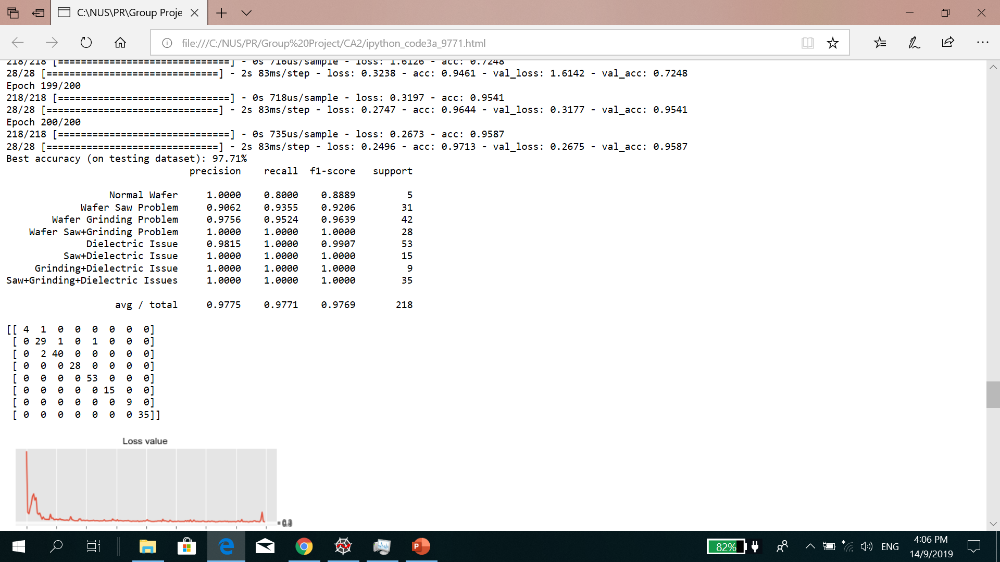 C:\NUS\PR\Group Proje
file:///C:/NUS/PR/Group%20Project/CA2/ipython_code3a_9771.html
218/218 [==============================] - 0s 716us/sample - loss: 1.6126 - acc: 0.7248
28/28 [==============================] - 2s 83ms/step - loss: 0.3238 - acc: 0.9461 - val_loss: 1.6142 - val_acc: 0.7248
Epoch 199/200
218/218 [==============================] - 0s 718us/sample - loss: 0.3197 - acc: 0.9541
28/28 [==============================] - 2s 83ms/step - loss: 0.2747 - acc: 0.9644 - val_loss: 0.3177 - val_acc: 0.9541
Epoch 200/200
218/218 [==============================] - 0s 735us/sample - loss: 0.2673 - acc: 0.9587
28/28 [==============================] - 2s 83ms/step - loss: 0.2496 - acc: 0.9713 - val_loss: 0.2675 - val_acc: 0.9587
Best accuracy (on testing dataset): 97.71%
precision recall f1-score support
Normal Wafer 1.0000 0.8000 0.8889 5
Wafer Saw Problem 0.9062 0.9355 0.9206 31
Wafer Grinding Problem 0.9756 0.9524 0.9639 42
Wafer Saw+Grinding Problem 1.0000 1.0000 1.0000 28
Dielectric Issue 0.9815 1.0000 0.9907 53
Saw+Dielectric Issue 1.0000 1.0000 1.0000 15
Grinding+Dielectric Issue 1.0000 1.0000 1.0000 9
Saw+Grinding+Dielectric Issues 1.0000 1.0000 1.0000 35
avg / total 0.9775 0.9771 0.9769 218
[[ 4 1 0 0 0 0 0 0]
[ 0 29 1 0 1 0 0 0]
[ 0 2 40 0 0 0 0 0]
[ 0 0 0 28 0 0 0 0]
[ 0 0 0 0 53 0 0 0]
[ 0 0 0 0 0 15 0 0]
[ 0 0 0 0 0 0 9 0]
[ 0 0 0 0 0 0 0 35]]
Loss value
82%
ENG
4:06 PM
14/9/2019